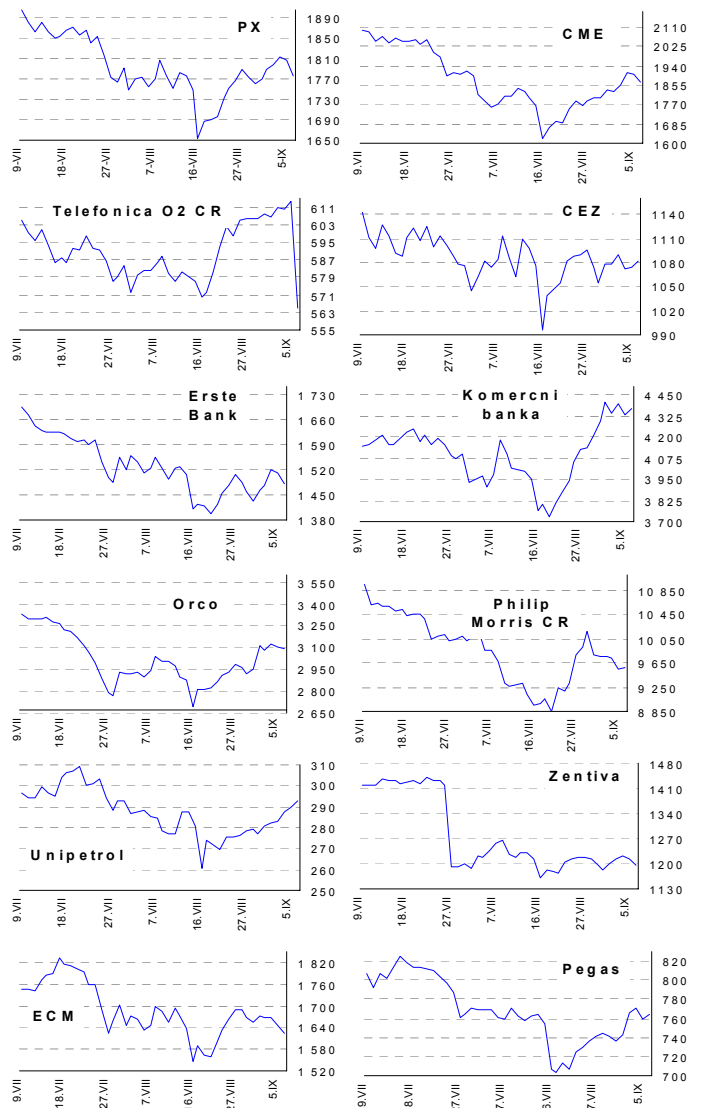 PX
1890
1850
1810
1770
1730
1690
1650
9-VII
18-VII
27-VII
7-VIII
16-VIII
27-VIII
5-IX
CME
2110
2025
1940
1855
1770
1685
1600
9.VII
18.VII
27.VII
7.VIII
16.VIII
27.VIII
5.IX
Telefonica O2 CR
611
603
595
587
579
571
563
555
9.VII
18.VII
27.VII
7.VIII
16.VIII
27.VIII
5.IX
CEZ
1140
1110
1080
1050
1020
990
9.VII
18.VII
27.VII
7.VIII
16.VIII
27.VIII
5.IX
Erste
Bank
1 730
1 660
1 590
1 520
1 450
1 380
9.VII
18.VII
27.VII
7.VIII
16.VIII
27.VIII
5.IX
Komercni
banka
4 450
4 325
4 200
4 075
3 950
3 825
3 700
9.VII
18.VII
27.VII
7.VIII
16.VIII
27.VIII
5.IX
Orco
3 550
3 400
3 250
3 100
2 950
2 800
2 650
9.VII
18.VII
27.VII
7.VIII
16.VIII
27.VIII
5.IX
Philip
Morris CR
10 850
10 450
10 050
9 650
9 250
8 850
9.VII
18.VII
27.VII
7.VIII
16.VIII
27.VIII
5.IX
Unipetrol
310
300
290
280
270
260
250
9.VII
18.VII
27.VII
7.VIII
16.VIII
27.VIII
5.IX
Zentiva
1480
1410
1340
1270
1200
1130
9.VII
18.VII
27.VII
7.VIII
16.VIII
27.VIII
5.IX
ECM
1 820
1 760
1 700
1 640
1 580
1 520
9.VII
18.VII
27.VII
7.VIII
16.VIII
27.VIII
5.IX
Pegas
820
800
780
760
740
720
700
9.VII
8.VII
7.VII
7.VIII
6.VIII
7.VIII
5.IX